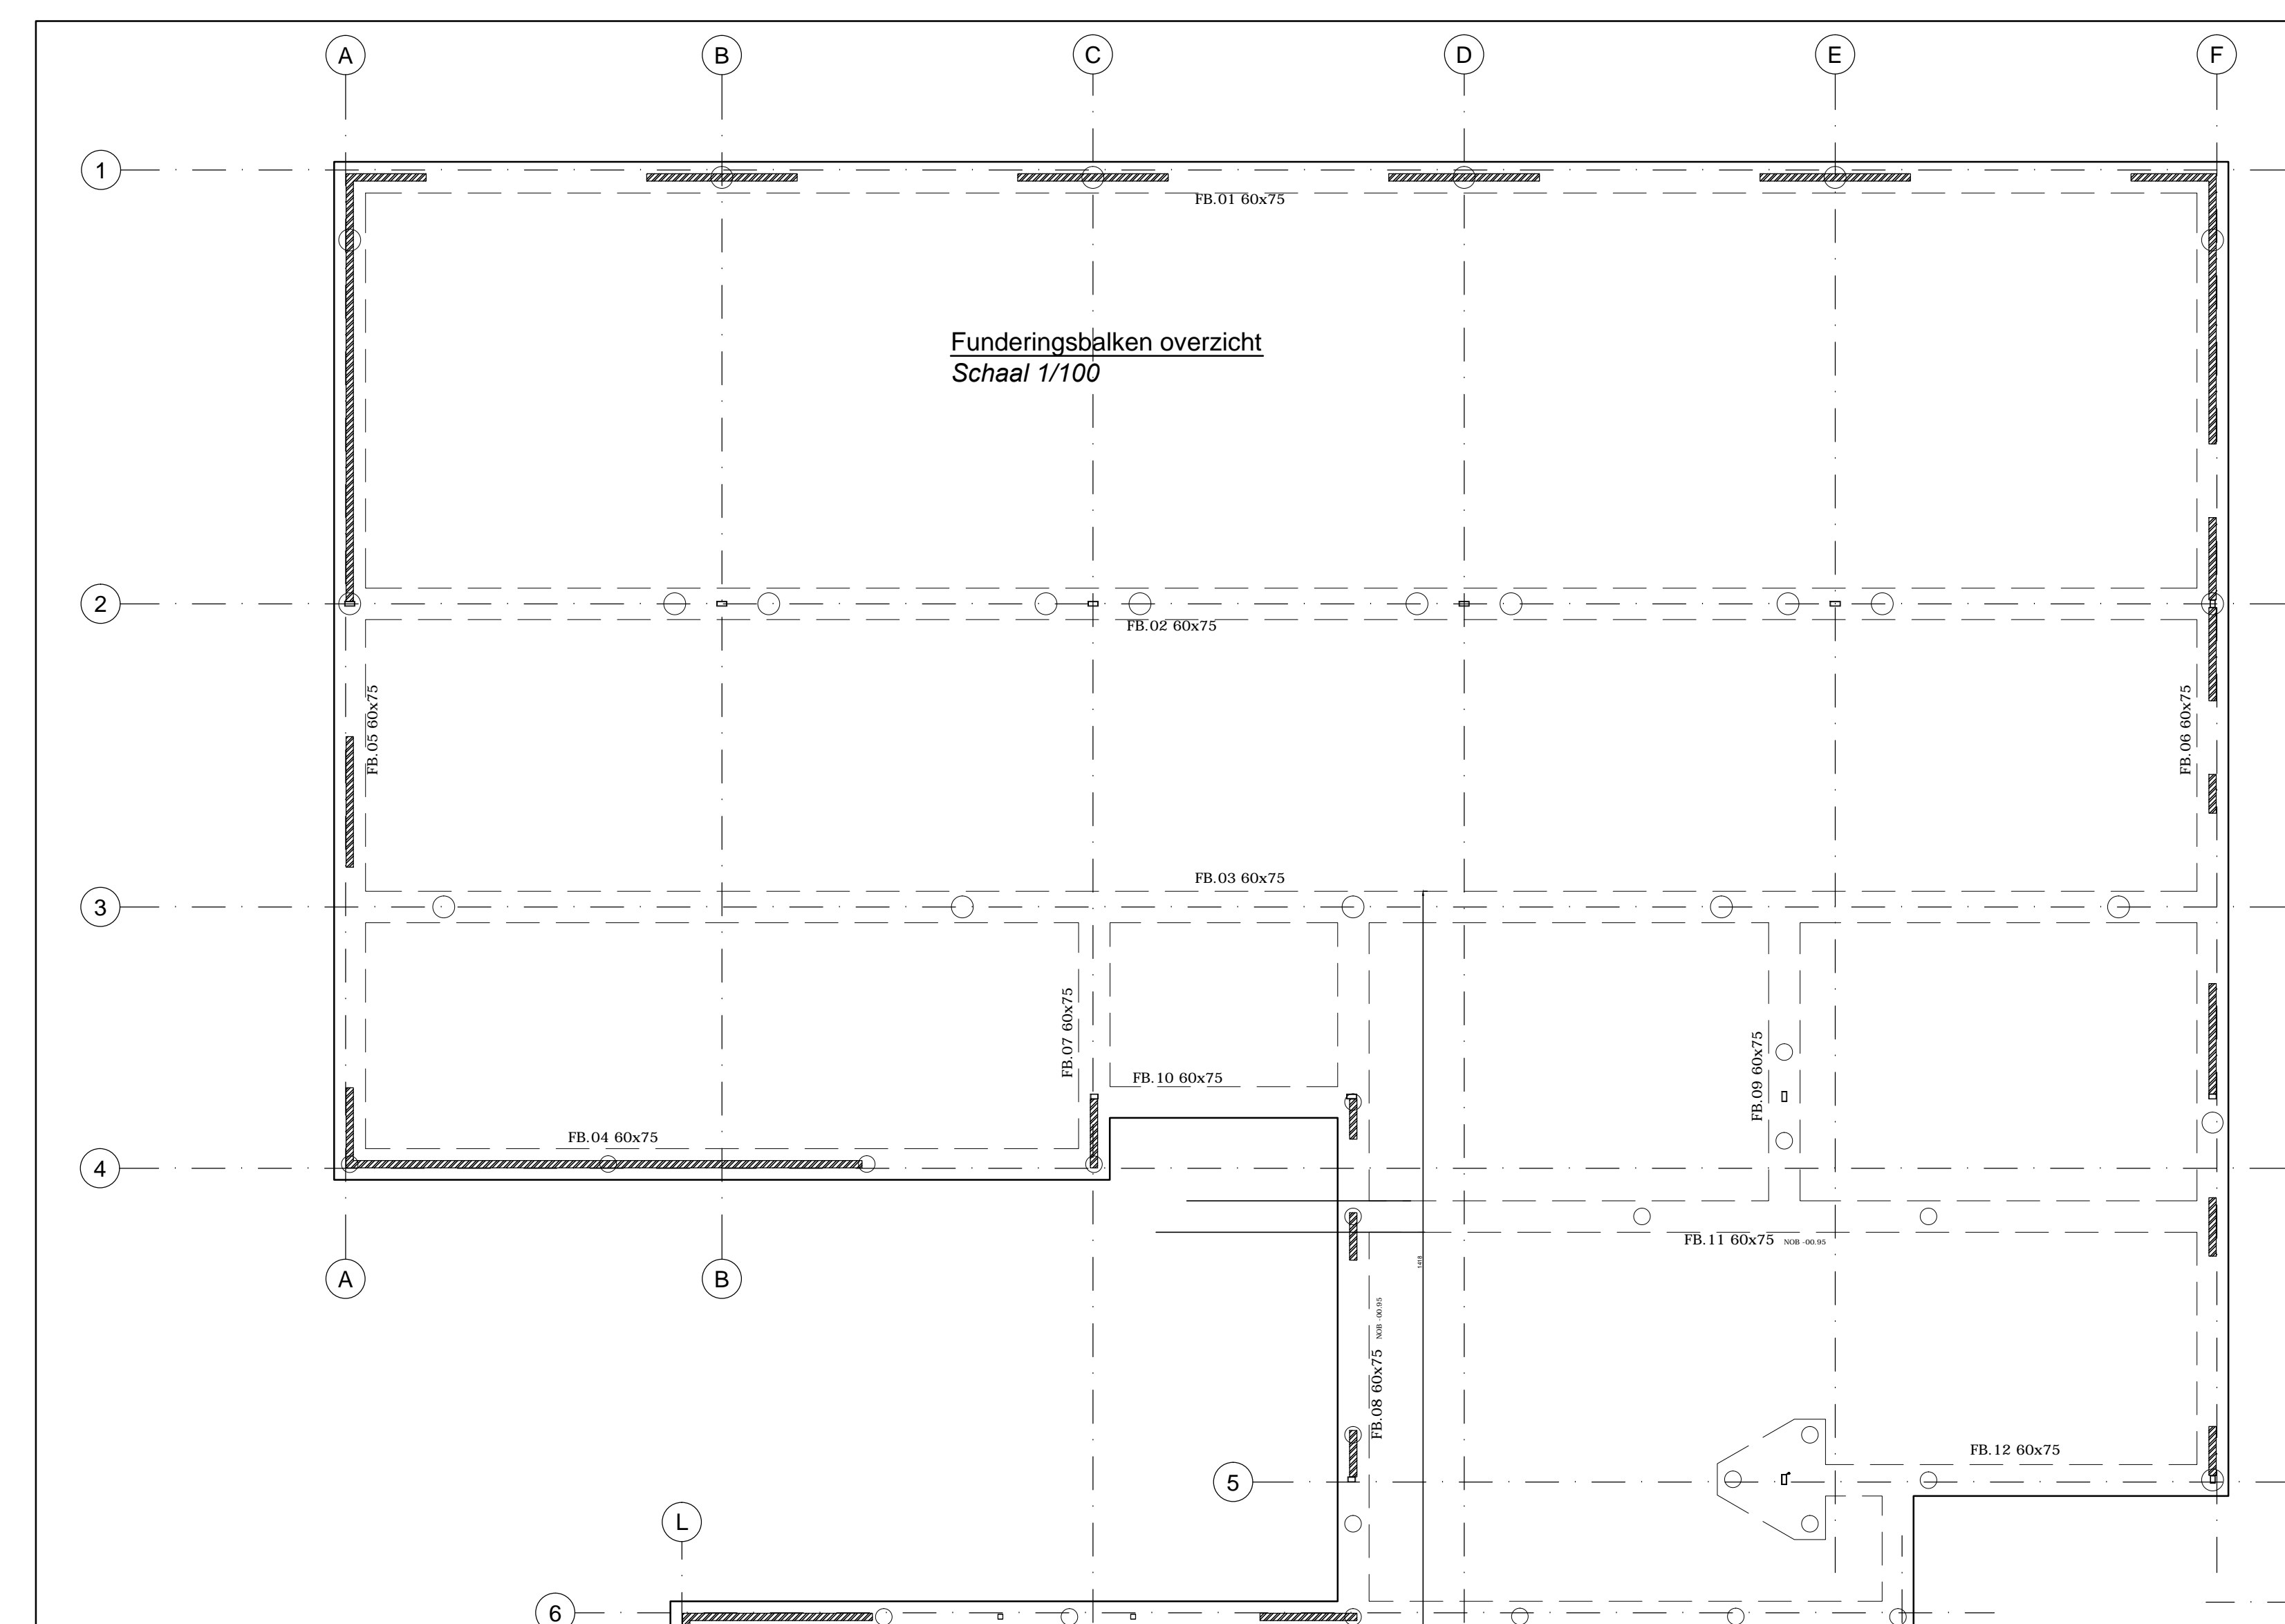 A
B
C
D
E
F
1
FB.01 60x75
Funderingsbalken overzicht
Schaal 1/100
2
FB.02 60x75
FB.05 60x75
FB.06 60x75
FB.03 60x75
3
FB.07 60x75
FB.09 60x75
FB.10 60x75
FB.04 60x75
4
FB.11 60x75 NOB -00.95
A
B
1418
FB.08 60x75 NOB -00.95
FB.12 60x75
5
L
6